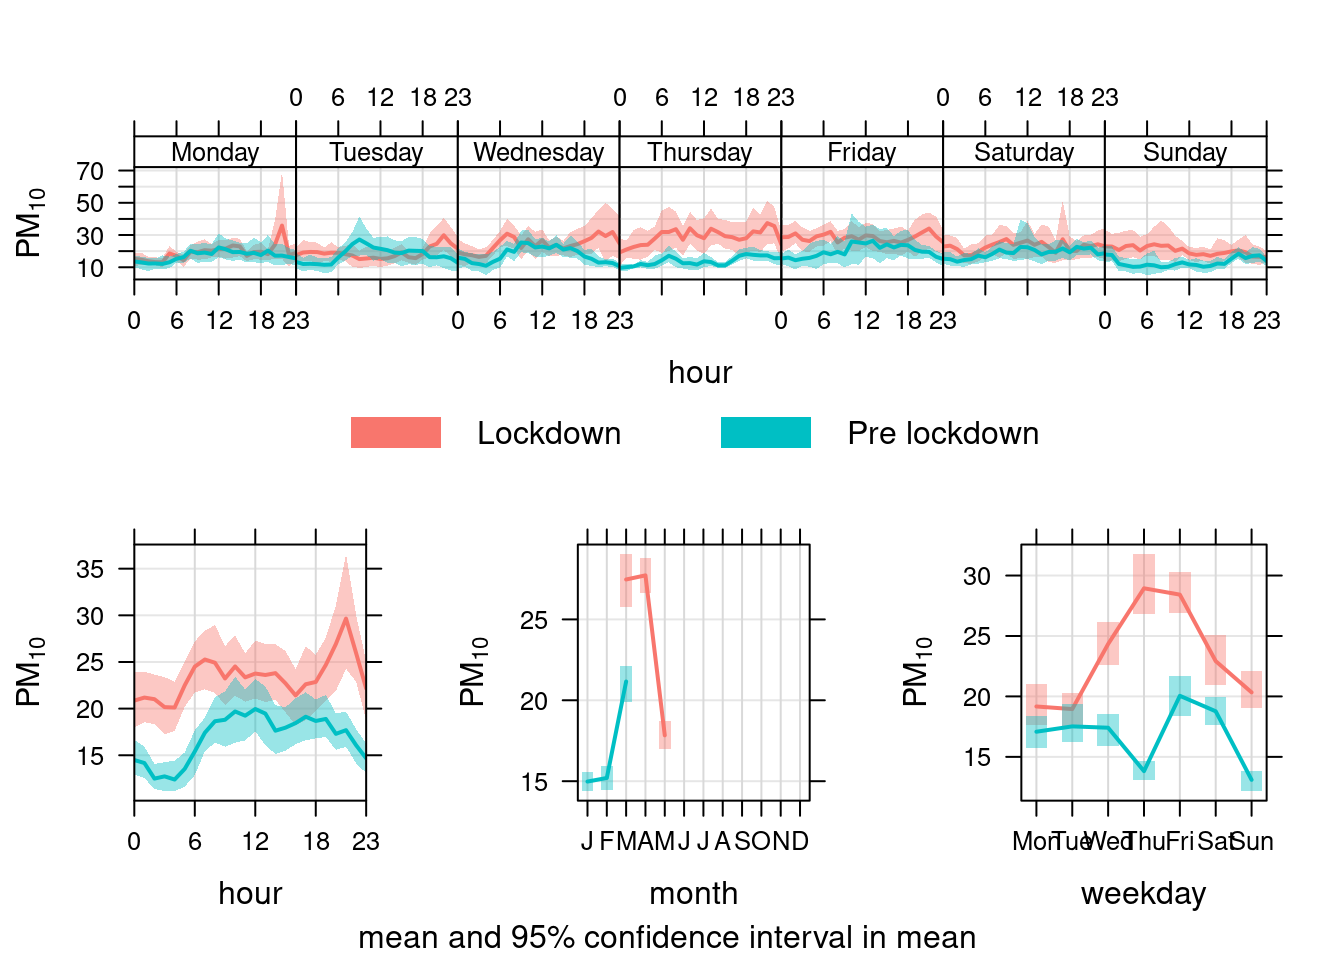 0 6 12 18 23 0 6 12 18 23 0 6 12 18 23
Monday Tuesday Wednesday Thursday Friday Saturday Sunday
70
50
30
10
PM10
0 6 12 18 23 0 6 12 18 23 0 6 12 18 23 0 6 12 18 23
hour
Lockdown Pre lockdown
35
30
25
20
15
PM10
0 6 12 18 23
hour
25
20
15
PM10
J F M A M J J A S O N D
month
30
25
20
15
PM10
Mon Tue Wed Thu Fri Sat Sun
weekday
mean and 95% confidence interval in mean